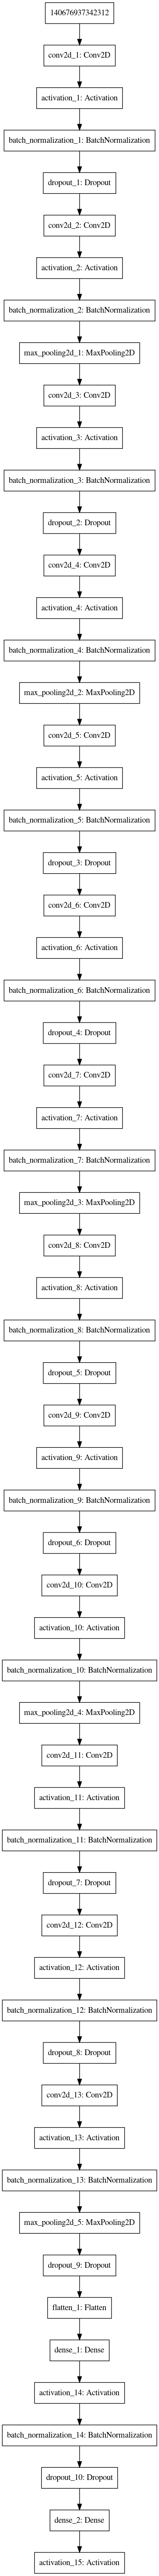 140676937342312
conv2d_1: Conv2D
activation_1: Activation
batch_normalization_1: BatchNormalization
dropout_1: Dropout
conv2d_2: Conv2D
activation_2: Activation
batch_normalization_2: BatchNormalization
max_pooling2d_1: MaxPooling2D
conv2d_3: Conv2D
activation_3: Activation
batch_normalization_3: BatchNormalization
dropout_2: Dropout
conv2d_4: Conv2D
activation_4: Activation
batch_normalization_4: BatchNormalization
max_pooling2d_2: MaxPooling2D
conv2d_5: Conv2D
activation_5: Activation
batch_normalization_5: BatchNormalization
dropout_3: Dropout
conv2d_6: Conv2D
activation_6: Activation
batch_normalization_6: BatchNormalization
dropout_4: Dropout
conv2d_7: Conv2D
activation_7: Activation
batch_normalization_7: BatchNormalization
max_pooling2d_3: MaxPooling2D
conv2d_8: Conv2D
activation_8: Activation
batch_normalization_8: BatchNormalization
dropout_5: Dropout
conv2d_9: Conv2D
activation_9: Activation
batch_normalization_9: BatchNormalization
dropout_6: Dropout
conv2d_10: Conv2D
activation_10: Activation
batch_normalization_10: BatchNormalization
max_pooling2d_4: MaxPooling2D
conv2d_11: Conv2D
activation_11: Activation
batch_normalization_11: BatchNormalization
dropout_7: Dropout
conv2d_12: Conv2D
activation_12: Activation
batch_normalization_12: BatchNormalization
dropout_8: Dropout
conv2d_13: Conv2D
activation_13: Activation
batch_normalization_13: BatchNormalization
max_pooling2d_5: MaxPooling2D
dropout_9: Dropout
flatten_1: Flatten
dense_1: Dense
activation_14: Activation
batch_normalization_14: BatchNormalization
dropout_10: Dropout
dense_2: Dense
activation_15: Activation